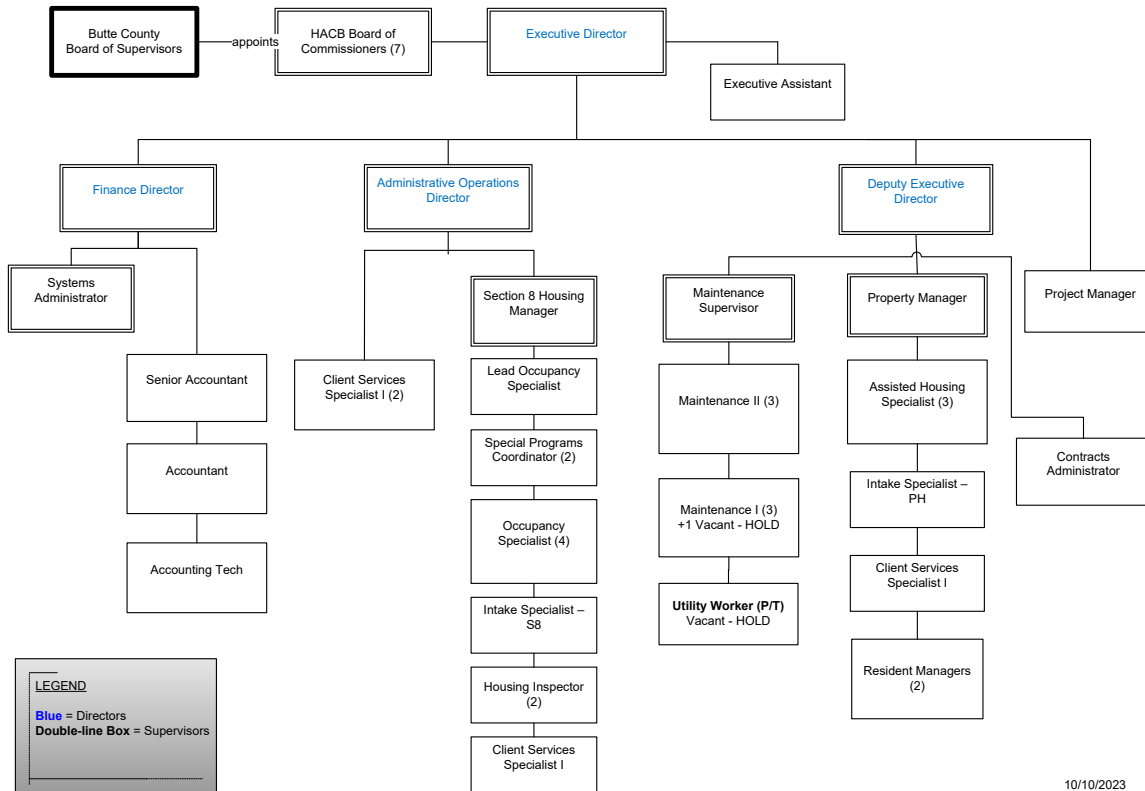 Butte County
Board of Supervisors
appoints
HACB Board of
Commissioners (7)
Executive Director
Executive Assistant
Finance Director
Administrative Operations
Director
Deputy Executive
Director
Systems
Administrator
Section 8 Housing
Manager
Maintenance
Supervisor
Property Manager
Project Manager
Senior Accountant
Client Services
Specialist I (2)
Lead Occupancy
Specialist
Maintenance II (3)
Assisted Housing
Specialist (3)
Contracts
Administrator
Accountant
Special Programs
Coordinator (2)
Maintenance I (3)
+1 Vacant - HOLD
Intake Specialist –
PH
Accounting Tech
Occupancy
Specialist (4)
Utility Worker (P/T)
Vacant - HOLD
Client Services
Specialist I
Intake Specialist –
S8
Resident Managers
(2)
Housing Inspector
(2)
Client Services
Specialist I
LEGEND
Blue = Directors
Double-line Box = Supervisors
10/10/2023